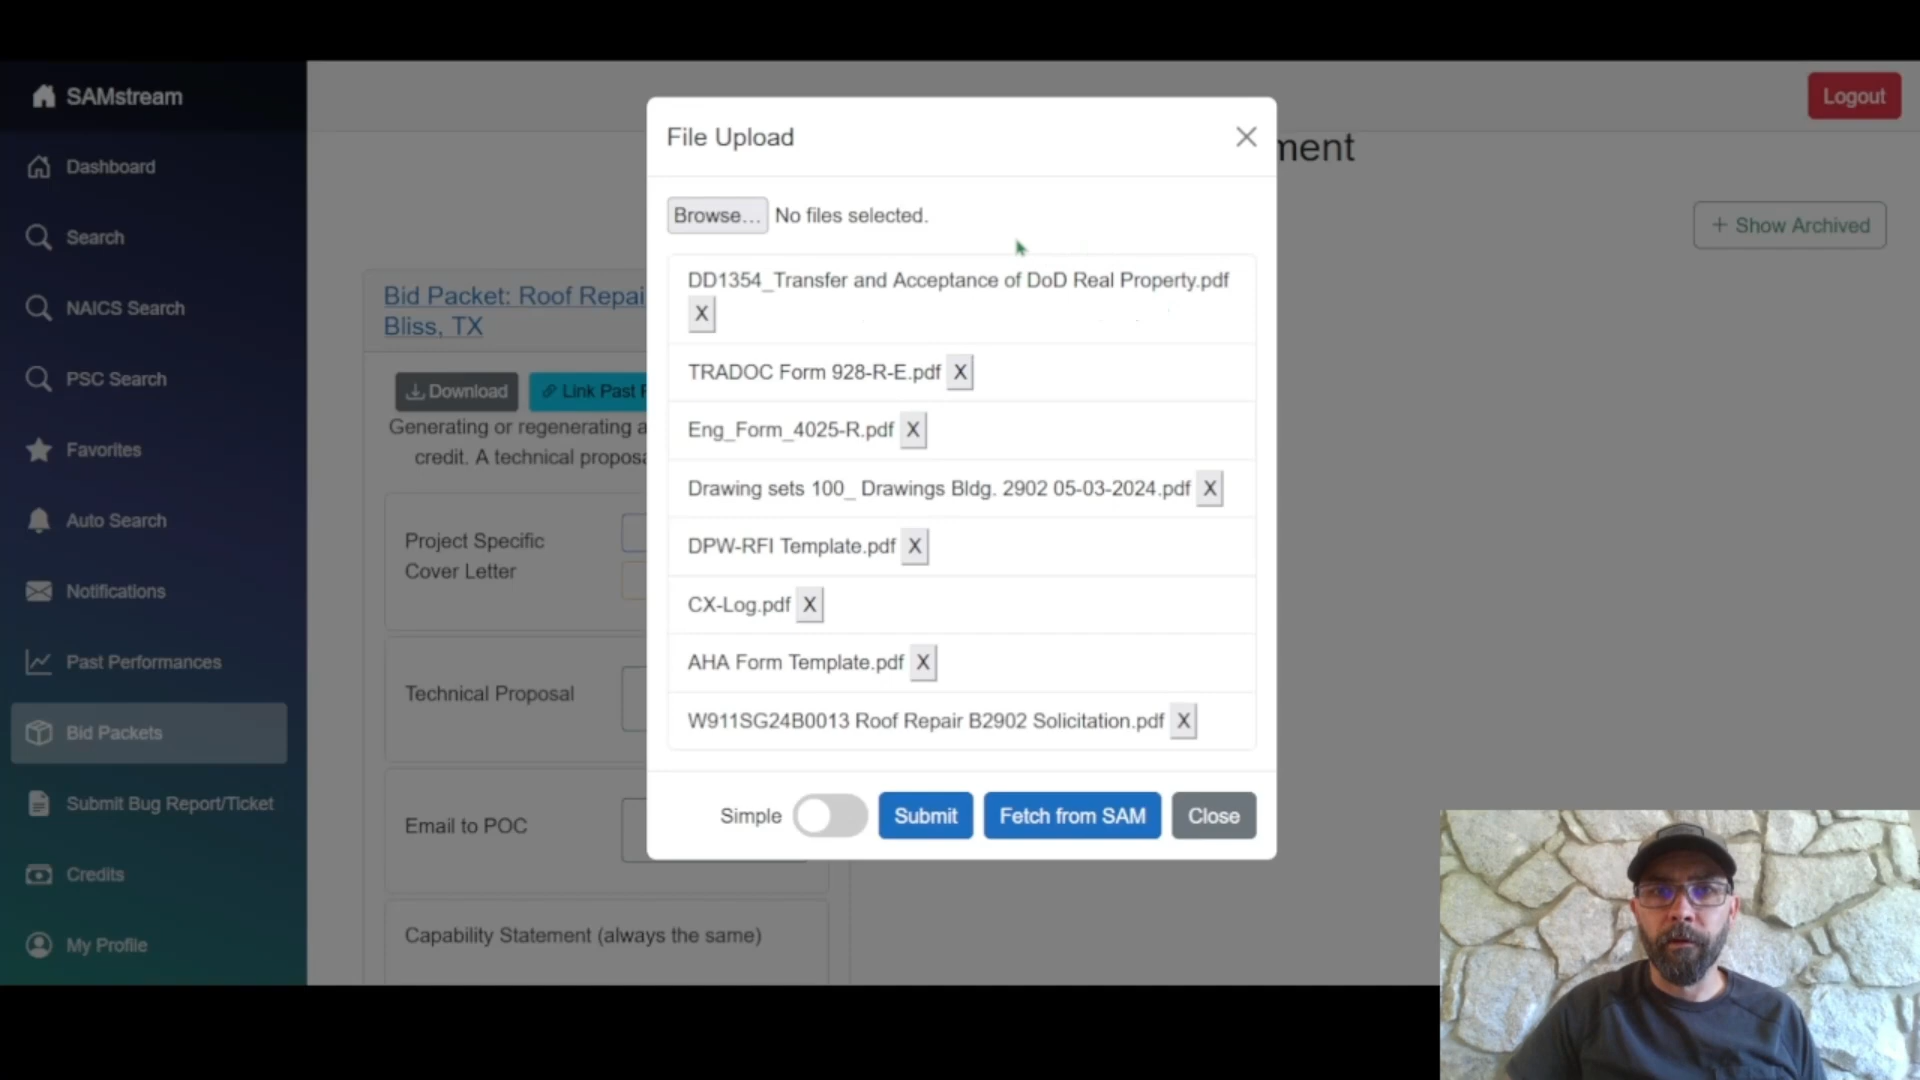 SAMstream
Logout
Dashboard
Search
NAICS Search
PSC Search
Favorites
Auto Search
Notifications
Past Performances
Bid Packets
Submit Bug Report/Ticket
Credits
My Profile
ment
+ Show Archived
Bid Packet: Roof Repai
Bliss, TX
Download
Link Past
Generating or regenerating a
credit. A technical propos
Project Specific
Cover Letter
Technical Proposal
Email to POC
Capability Statement (always the same)
File Upload
Browse... No files selected.
DD1354_Transfer and Acceptance of DoD Real Property.pdf
X
TRADOC Form 928-R-E.pdf X
Eng_Form_4025-R.pdf X
Drawing sets 100_ Drawings Bldg. 2902 05-03-2024.pdf X
DPW-RFI Template.pdf X
CX-Log.pdf X
AHA Form Template.pdf X
W911SG24B0013 Roof Repair B2902 Solicitation.pdf X
Simple Submit Fetch from SAM Close